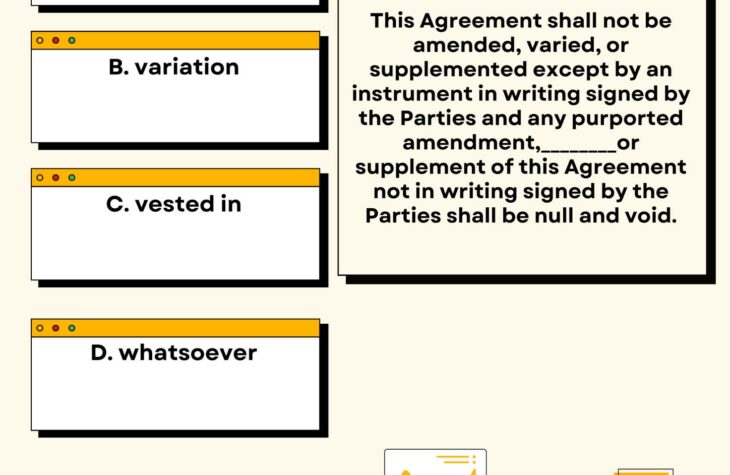 B. variation
C. vested in
D. whatsoever
This Agreement shall not be
amended, varied, or
supplemented except by an
instrument in writing signed by
the Parties and any purported
amendment,________or
supplement of this Agreement
not in writing signed by the
Parties shall be null and void.